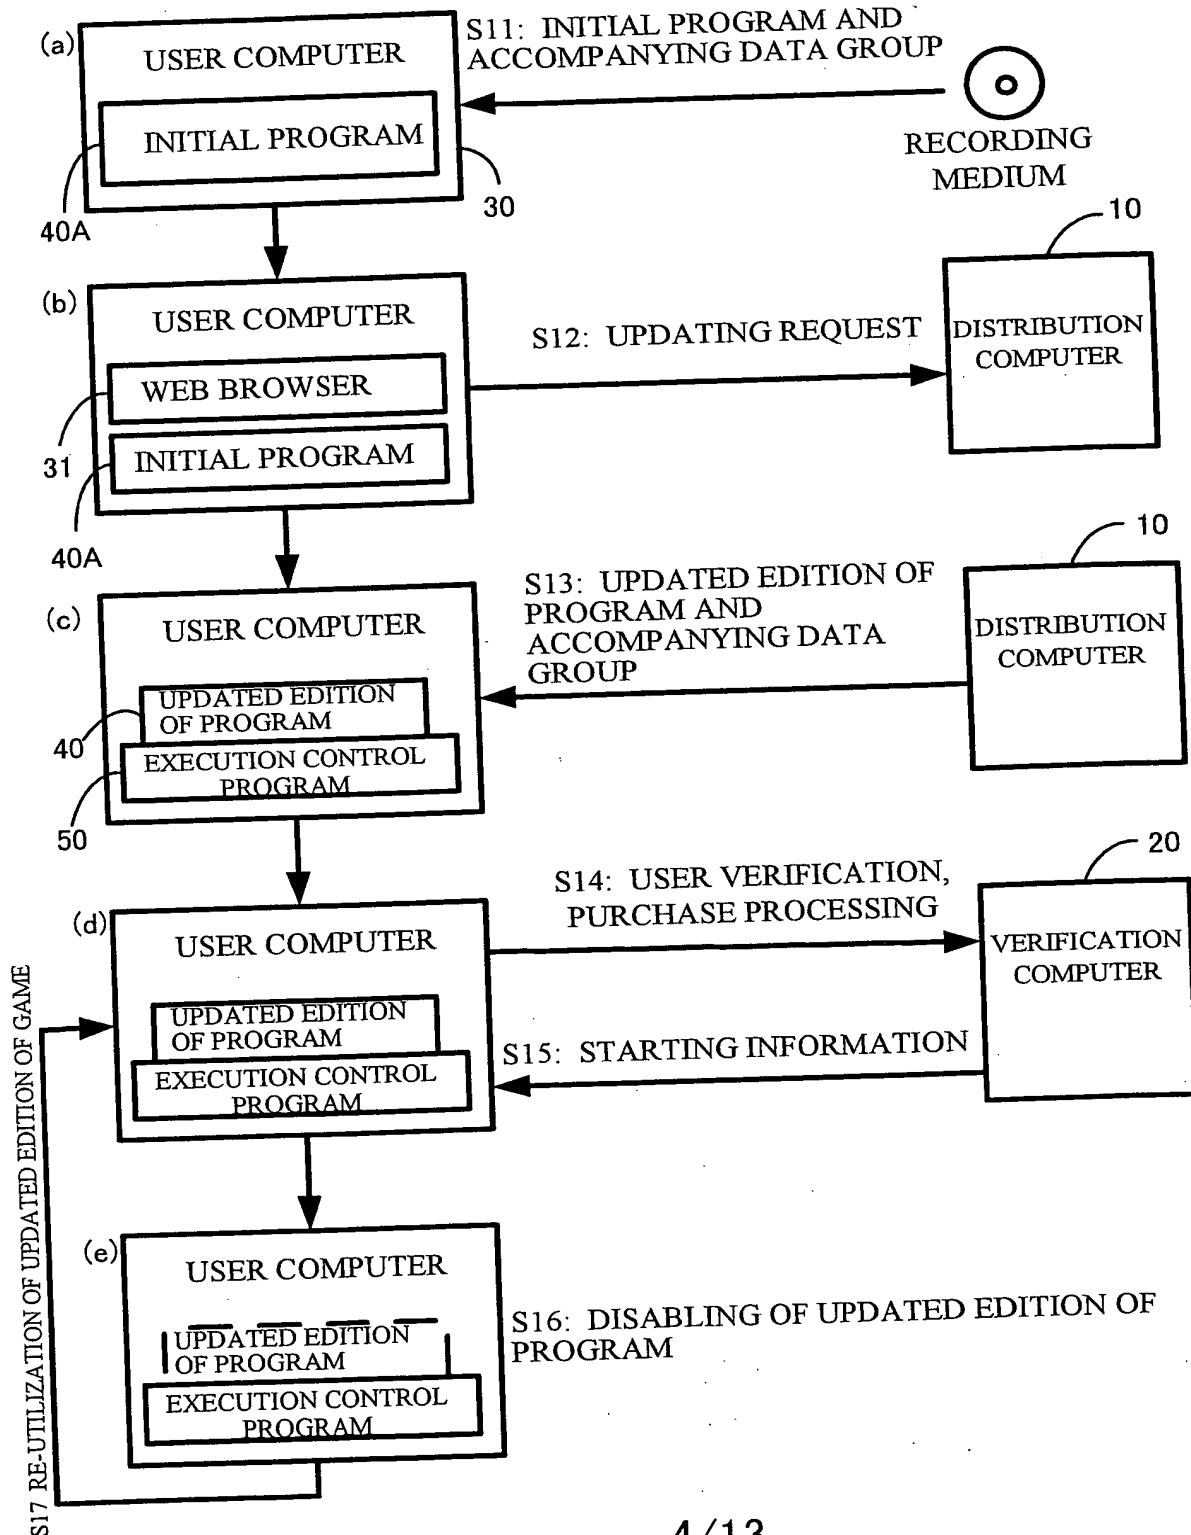 (a)
USER COMPUTER
INITIAL PROGRAM
40A
30
S11: INITIAL PROGRAM AND
ACCOMPANYING DATA GROUP
RECORDING
MEDIUM
(b)
USER COMPUTER
WEB BROWSER
INITIAL PROGRAM
31
40A
S12: UPDATING REQUEST
10
DISTRIBUTION
COMPUTER
(c)
USER COMPUTER
UPDATED EDITION
OF PROGRAM
EXECUTION CONTROL
PROGRAM
40
50
S13: UPDATED EDITION OF
PROGRAM AND
ACCOMPANYING DATA
GROUP
10
DISTRIBUTION
COMPUTER
(d)
USER COMPUTER
UPDATED EDITION
OF PROGRAM
EXECUTION CONTROL
PROGRAM
S14: USER VERIFICATION,
PURCHASE PROCESSING
S15: STARTING INFORMATION
20
VERIFICATION
COMPUTER
(e)
USER COMPUTER
UPDATED EDITION
OF PROGRAM
EXECUTION CONTROL
PROGRAM
S16: DISABLING OF UPDATED EDITION OF
PROGRAM
S17 RE-UTILIZATION OF UPDATED EDITION OF GAME
4/13